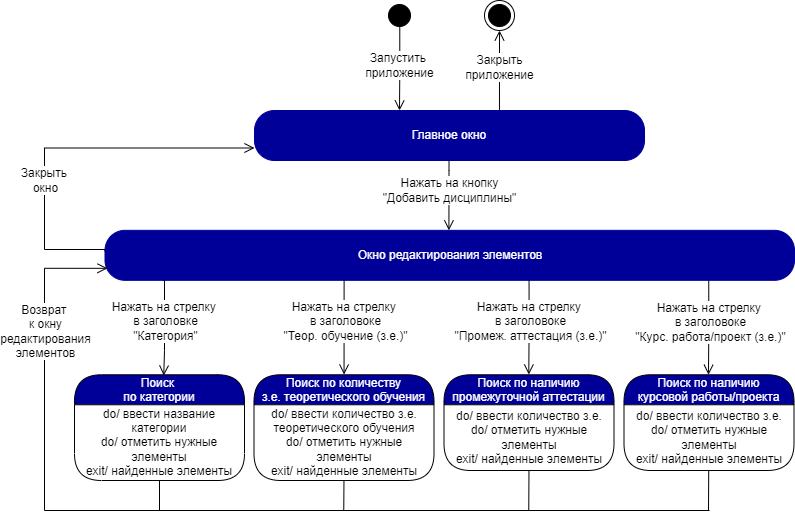 Запустить
приложение
Закрыть
приложение
Главное окно
Закрыть
окно
Нажать на кнопку
"Добавить дисциплины"
Окно редактирования элементов
Возврат
к окну
редактирования
элементов
Нажать на стрелку
в заголовке
"Категория"
Нажать на стрелку
в заголовоке
"Теор. обучение (з.е.)"
Нажать на стрелку
в заголовоке
"Промеж. аттестация (з.е.)"
Нажать на стрелку
в заголовоке
"Курс. работа/проект (з.е.)"
Поиск
по категории
do/ ввести название
категории
do/ отметить нужные
элементы
exit/ найденные элементы
Поиск по количеству
з.е. теоретического обучения
do/ ввести количество з.е.
теоретического обучения
do/ отметить нужные
элементы
exit/ найденные элементы
Поиск по наличию
промежуточной аттестации
do/ ввести количество з.е.
do/ отметить нужные
элементы
exit/ найденные элементы
Поиск по наличию
курсовой работы/проекта
do/ ввести количество з.е.
do/ отметить нужные
элементы
exit/ найденные элементы